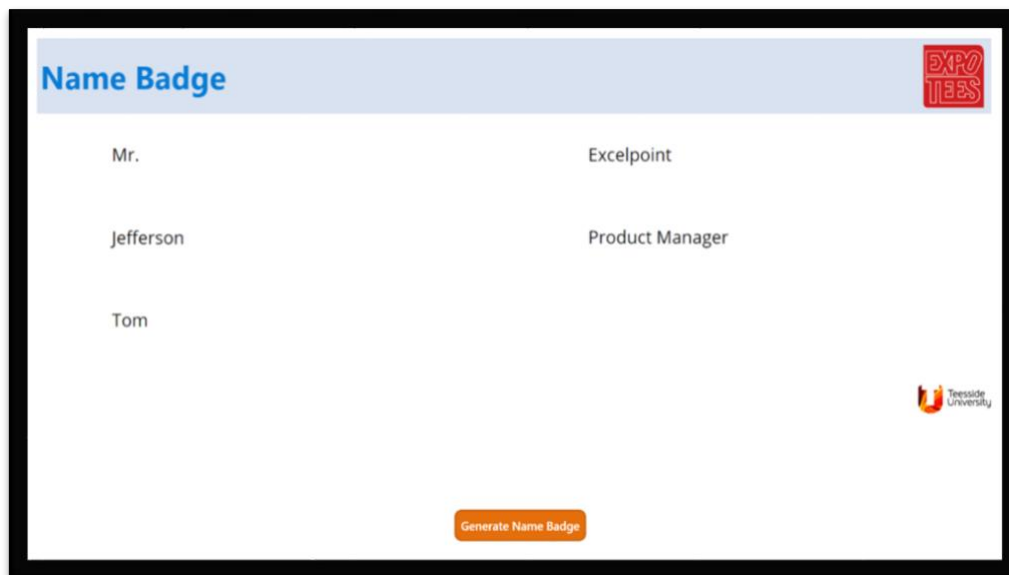 Name Badge
EXPO
TEES
Mr.
Excelpoint
Jefferson
Product Manager
Tom
Teesside
University
Generate Name Badge